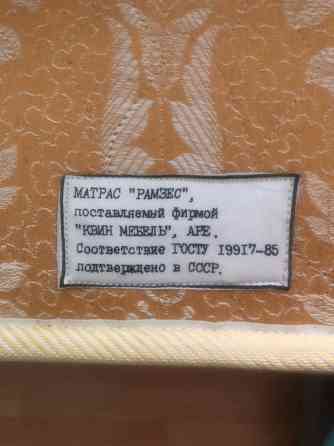 МАТРАС "РАМЗЕС",
поставляемый фирмой
"КВИН МЕБЕЛЬ", АРЕ.
Соответствие ГОСТУ 19917-85
подтверждено в СССР.